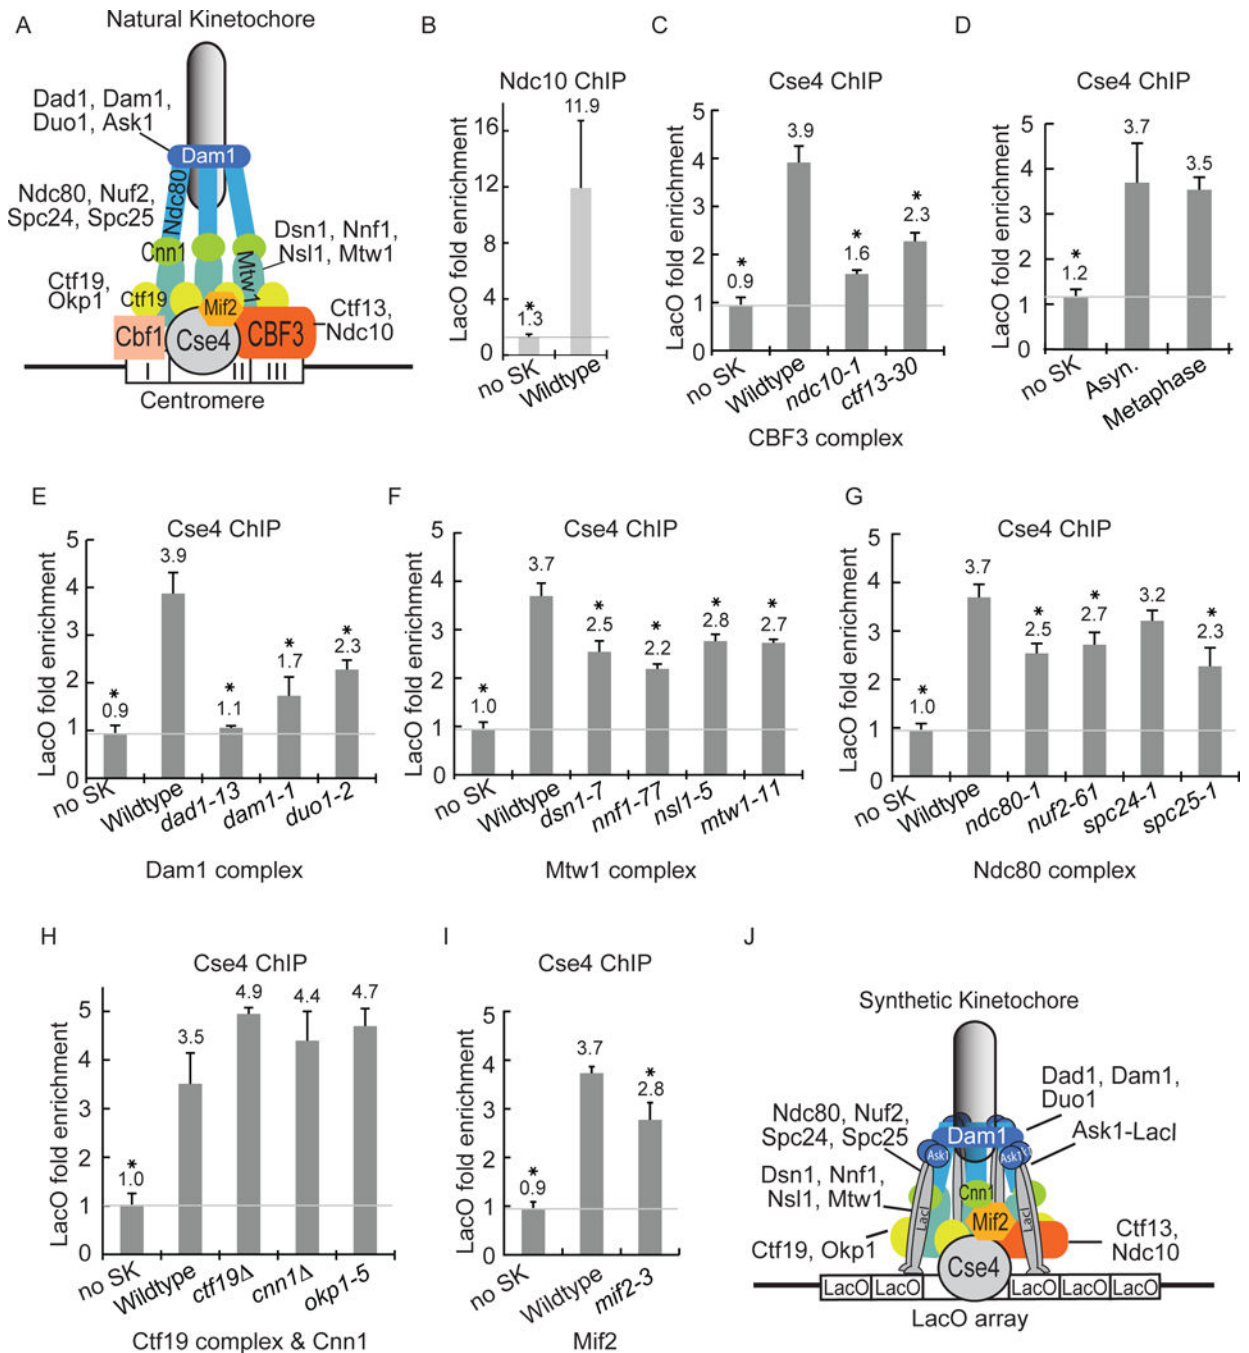 A
Natural Kinetochore
Dad1, Dam1,
Duo1, Ask1
Dam1
Ndc80, Nuf2,
Spc24, Spc25
Ndc80
Cnn1
Dsn1, Nnf1,
Nsl1, Mtw1
Mtw1
Ctf19,
Okp1
Ctf19
Mif2
Ctf13,
Ndc10
Cbf1
Cse4
CBF3
I
II
III
Centromere
B
Ndc10 ChIP
LacO fold enrichment
16
12
8
4
0
*
1.3
11.9
no SK
Wildtype
C
Cse4 ChIP
LacO fold enrichment
5
4
3
2
1
0
*
0.9
3.9
*
1.6
*
2.3
no SK
Wildtype
ndc10-1
ctf13-30
CBF3 complex
D
Cse4 ChIP
LacO fold enrichment
5
4
3
2
1
0
*
1.2
3.7
3.5
no SK
Asyn.
Metaphase
E
Cse4 ChIP
LacO fold enrichment
5
4
3
2
1
0
*
0.9
3.9
*
1.1
*
1.7
*
2.3
no SK
Wildtype
dad1-13
dam1-1
duo1-2
Dam1 complex
F
Cse4 ChIP
LacO fold enrichment
5
4
3
2
1
0
*
1.0
3.7
*
2.5
*
2.2
*
2.8
*
2.7
no SK
Wildtype
dsn1-7
nnf1-77
nsl1-5
mtw1-11
Mtw1 complex
G
Cse4 ChIP
LacO fold enrichment
5
4
3
2
1
0
*
1.0
3.7
*
2.5
*
2.7
3.2
*
2.3
no SK
Wildtype
ndc80-1
nuf2-61
spc24-1
spc25-1
Ndc80 complex
H
Cse4 ChIP
LacO fold enrichment
5
4
3
2
1
0
*
1.0
3.5
4.9
4.4
4.7
no SK
Wildtype
ctf19Δ
cnn1Δ
okp1-5
Ctf19 complex & Cnn1
I
Cse4 ChIP
LacO fold enrichment
5
4
3
2
1
0
*
0.9
3.7
*
2.8
no SK
Wildtype
mif2-3
Mif2
J
Synthetic Kinetochore
Dad1, Dam1,
Duo1
Ndc80, Nuf2,
Spc24, Spc25
Dam1
Ask1-LacI
Ask1
Ask1
Dsn1, Nnf1,
Nsl1, Mtw1
Cnn1
Mif2
LacI
LacI
Ctf19, Okp1
Ctf13,
Ndc10
Cse4
LacO
LacO
LacO
LacO
LacO
LacO array